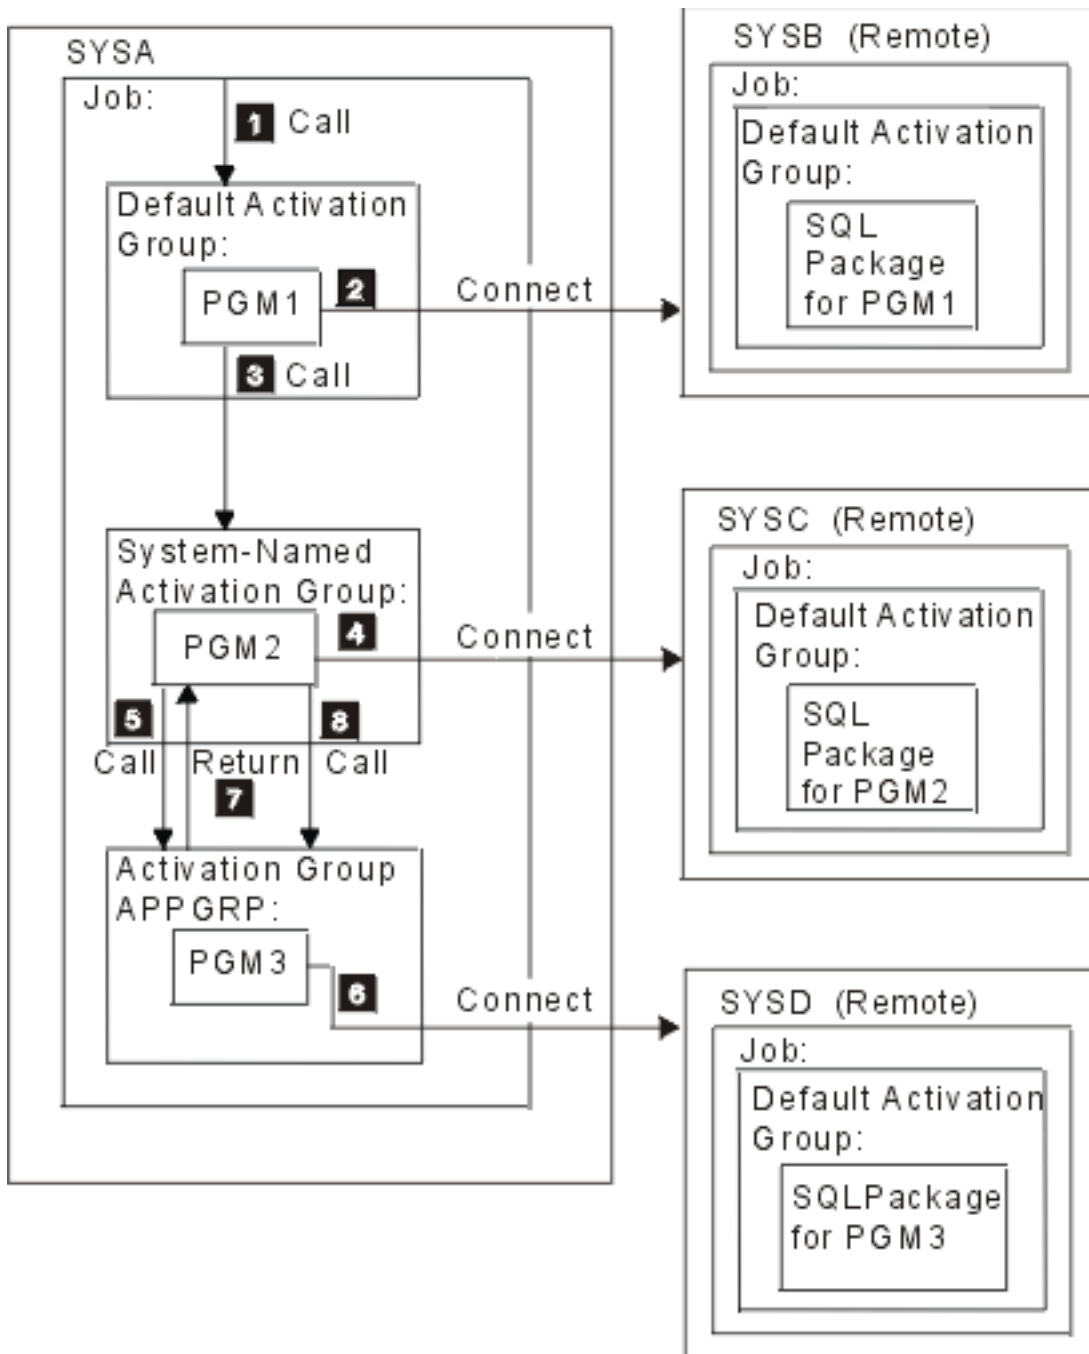 SYSA
Job:
1 Call
Default Activation
Group:
PGM1
2
Connect
3 Call
System-Named
Activation Group:
PGM2
4
Connect
5
8
Call
Return
Call
7
Activation Group
APPGRP:
PGM3
6
Connect
SYSB (Remote)
Job:
Default Activation
Group:
SQL
Package
for PGM1
SYSC (Remote)
Job:
Default Activation
Group:
SQL
Package
for PGM2
SYSD (Remote)
Job:
Default Activation
Group:
SQLPackage
for PGM3